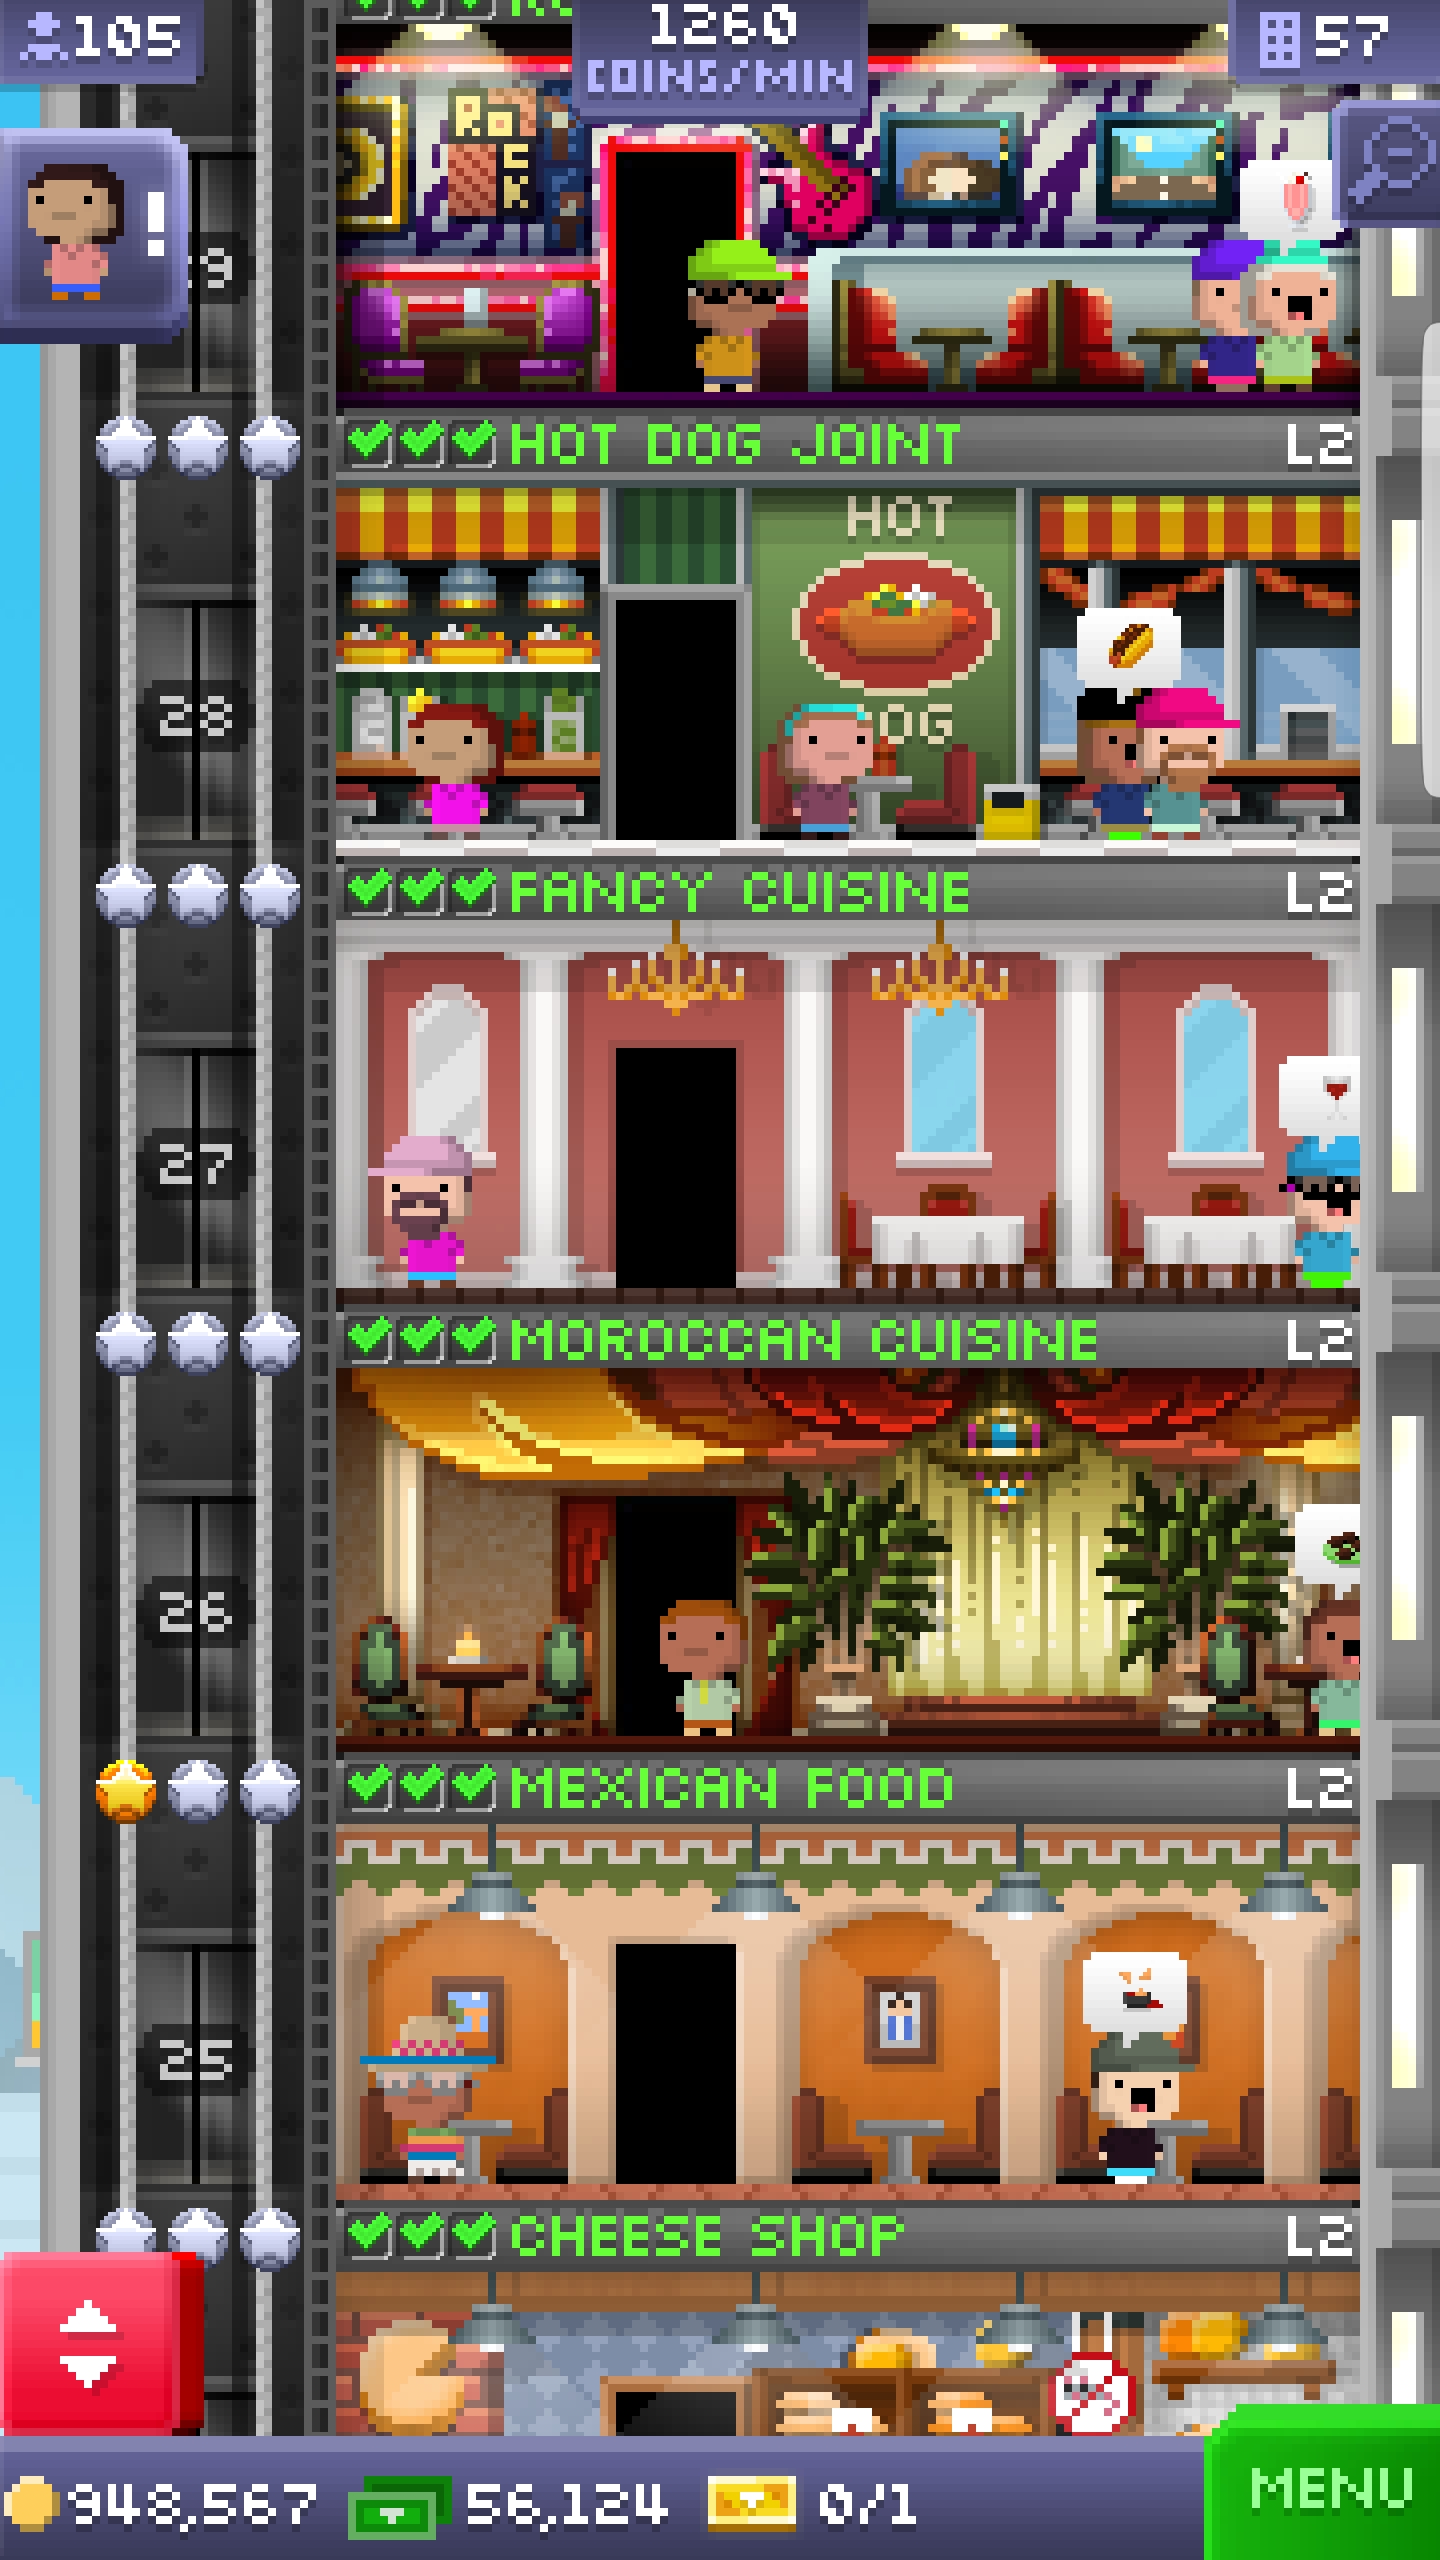 105
1260
COINS/MIN
57
Ro
CK
!
HOT DOG JOINT L2
HOT
28
OG
FANCY CUISINE L2
27
MOROCCAN CUISINE L2
26
MEXICAN FOOD L2
25
CHEESE SHOP L2
948,567 56,124 0/1
MENU